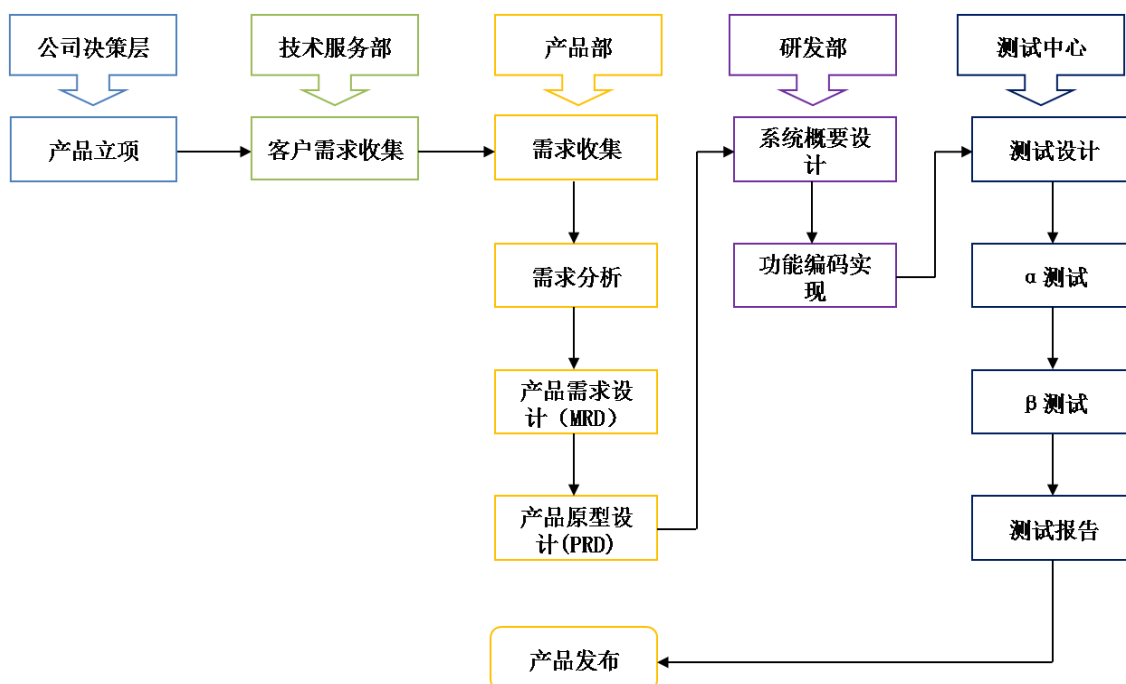 公司决策层
技术服务部
产品部
研发部
测试中心
产品立项
客户需求收集
需求收集
系统概要设
计
测试设计
需求分析
功能编码实
现
α 测试
产品需求设
计（MRD）
β 测试
产品原型设
计(PRD)
测试报告
产品发布